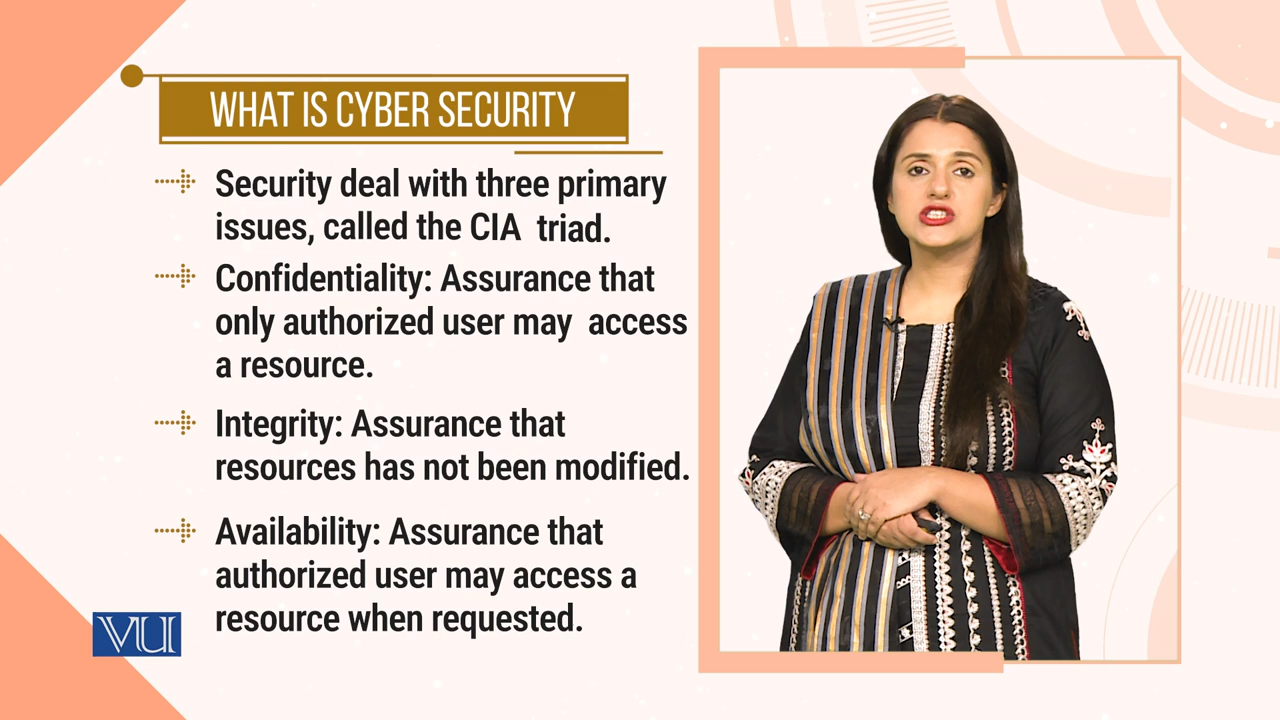 WHAT IS CYBER SECURITY
Security deal with three primary
issues, called the CIA triad.
Confidentiality: Assurance that
only authorized user may access
a resource.
Integrity: Assurance that
resources has not been modified.
Availability: Assurance that
authorized user may access a
resource when requested.
VU